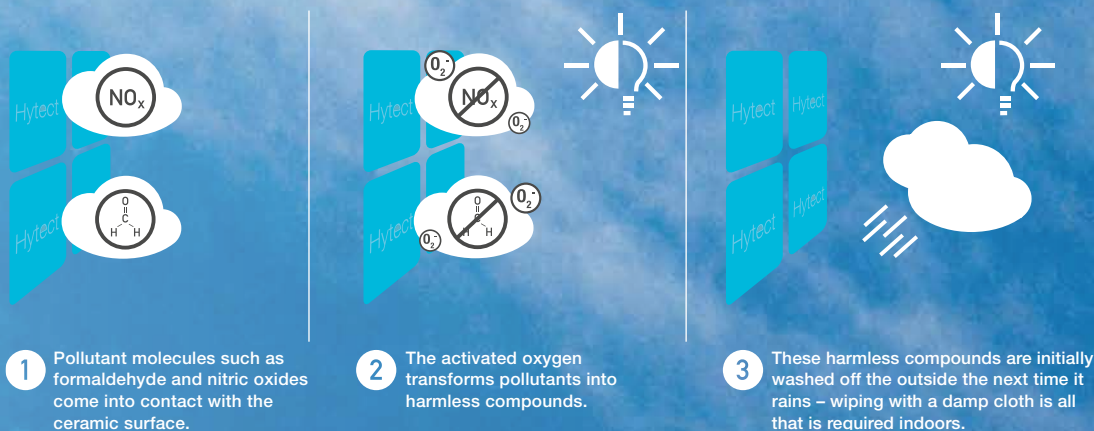 Hytect
NOx
Hytect
O
C
H H
1
Pollutant molecules such as
formaldehyde and nitric oxides
come into contact with the
ceramic surface.
Hytect
O₂⁻
NOx
O₂⁻
Hytect
O
C
H H
O₂⁻
O₂⁻
2
The activated oxygen
transforms pollutants into
harmless compounds.
Hytect Hytect
Hytect Hytect
3
These harmless compounds are initially
washed off the outside the next time it
rains – wiping with a damp cloth is all
that is required indoors.